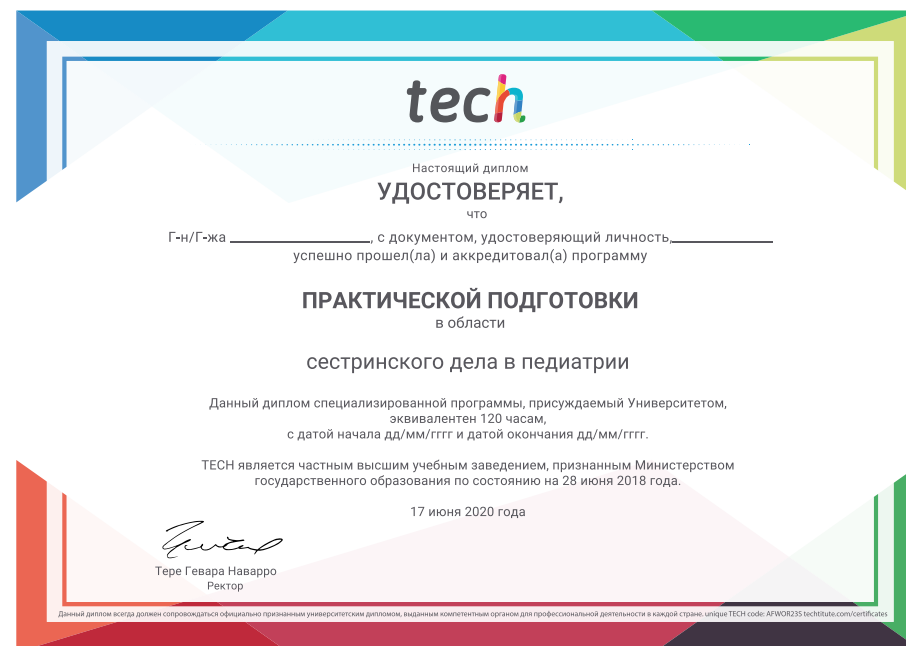 tech
Настоящий диплом
УДОСТОВЕРЯЕТ,
что
Г-н/Г-жа ____________________, с документом, удостоверяющий личность,______________
успешно прошел(ла) и аккредитовал(а) программу
ПРАКТИЧЕСКОЙ ПОДГОТОВКИ
в области
сестринского дела в педиатрии
Данный диплом специализированной программы, присуждаемый Университетом,
эквивалентен 120 часам,
с датой начала дд/мм/гггг и датой окончания дд/мм/гггг.
TECH является частным высшим учебным заведением, признанным Министерством
государственного образования по состоянию на 28 июня 2018 года.
17 июня 2020 года
Тере Гевара Наварро
Ректор
Данный диплом всегда должен сопровождаться официально признанным университетским дипломом, выданным компетентным органом для профессиональной деятельности в каждой стране. unique TECH code: AFWOR23S techtitute.com/certificates